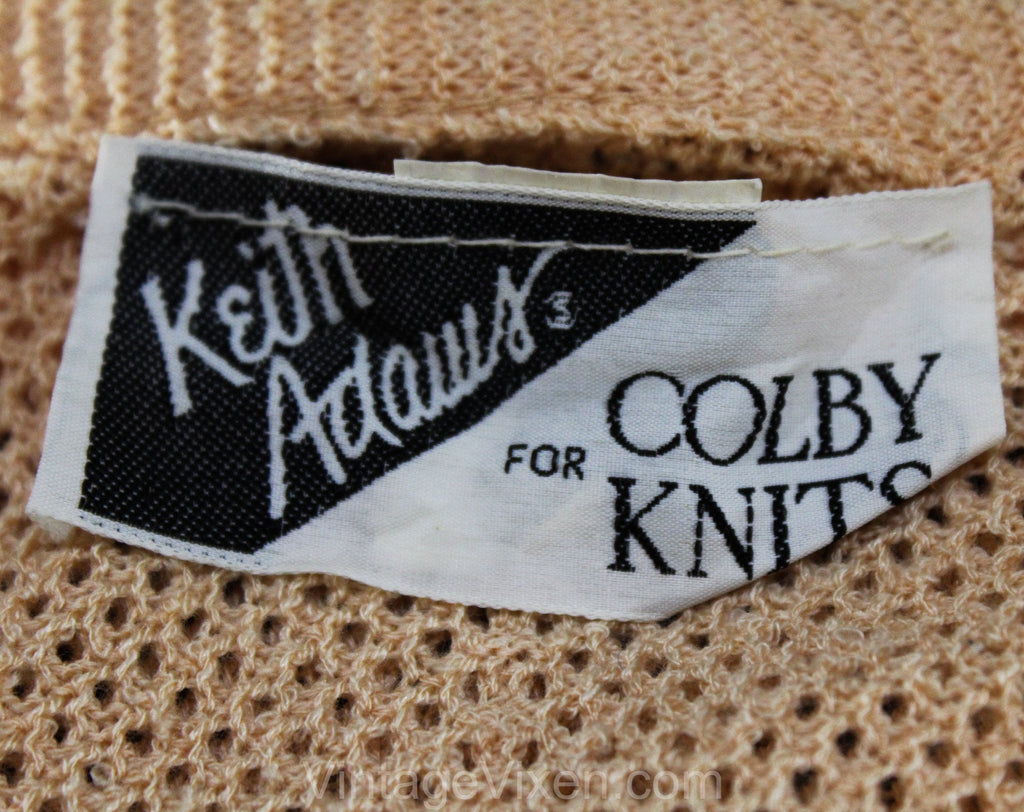 Keith
Adams
FOR COLBY
KNITS
VintageVixen.com